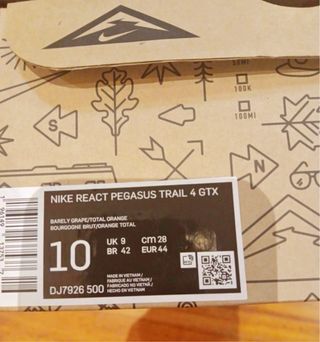 50MI
100K
100MI
S
N
NIKE REACT PEGASUS TRAIL 4 GTX
BARELY GRAPE/TOTAL ORANGE
BOURGOGNE BRUT/ORANGE TOTAL
10
UK 9
cm 28
BR 42
EUR 44
DJ7926 500
MADE IN VIETNAM /
FABRIQUÉ AU VIETNAM /
FABRICADO NO VIETNÃ /
HECHO EN VIETNAM